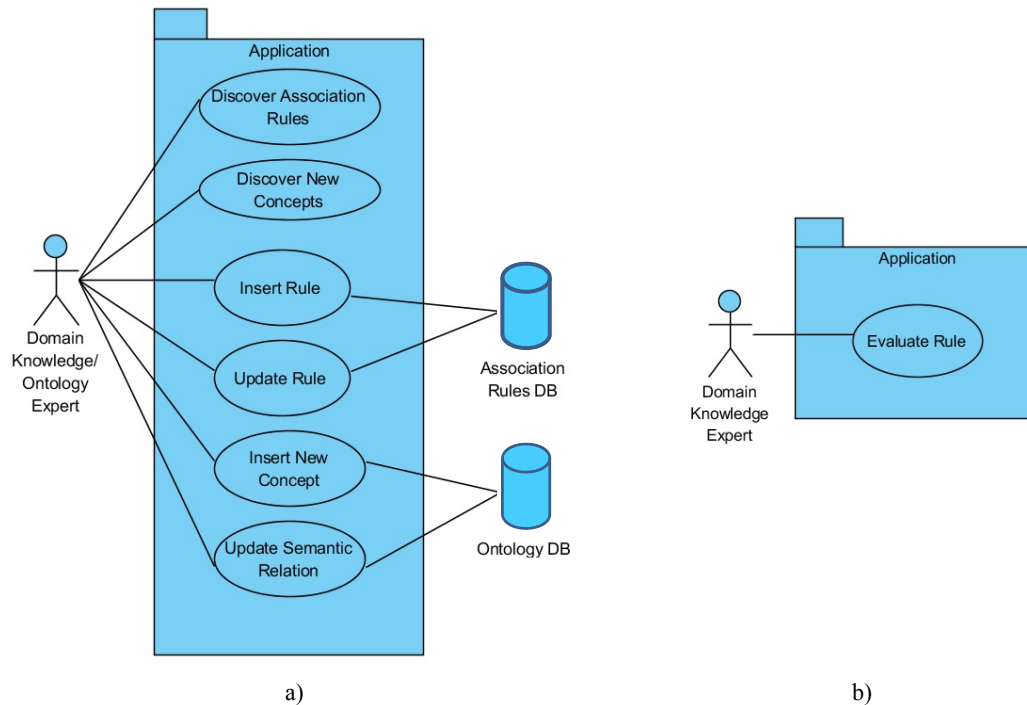 Application
Discover Association
Rules
Discover New
Concepts
Insert Rule
Update Rule
Insert New
Concept
Update Semantic
Relation
Domain
Knowledge/
Ontology
Expert
Association
Rules DB
Ontology DB
a)
Application
Evaluate Rule
Domain
Knowledge
Expert
b)